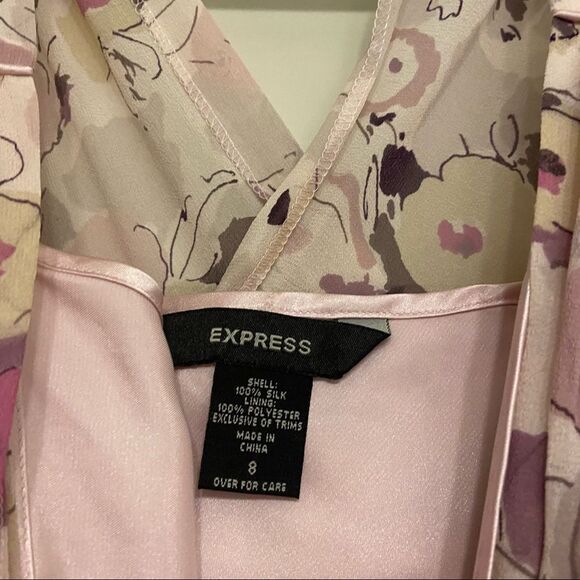 EXPRESS
SHELL:
100% SILK
LINING:
100% POLYESTER
EXCLUSIVE OF TRIMS
MADE IN
CHINA
8
OVER FOR CARE